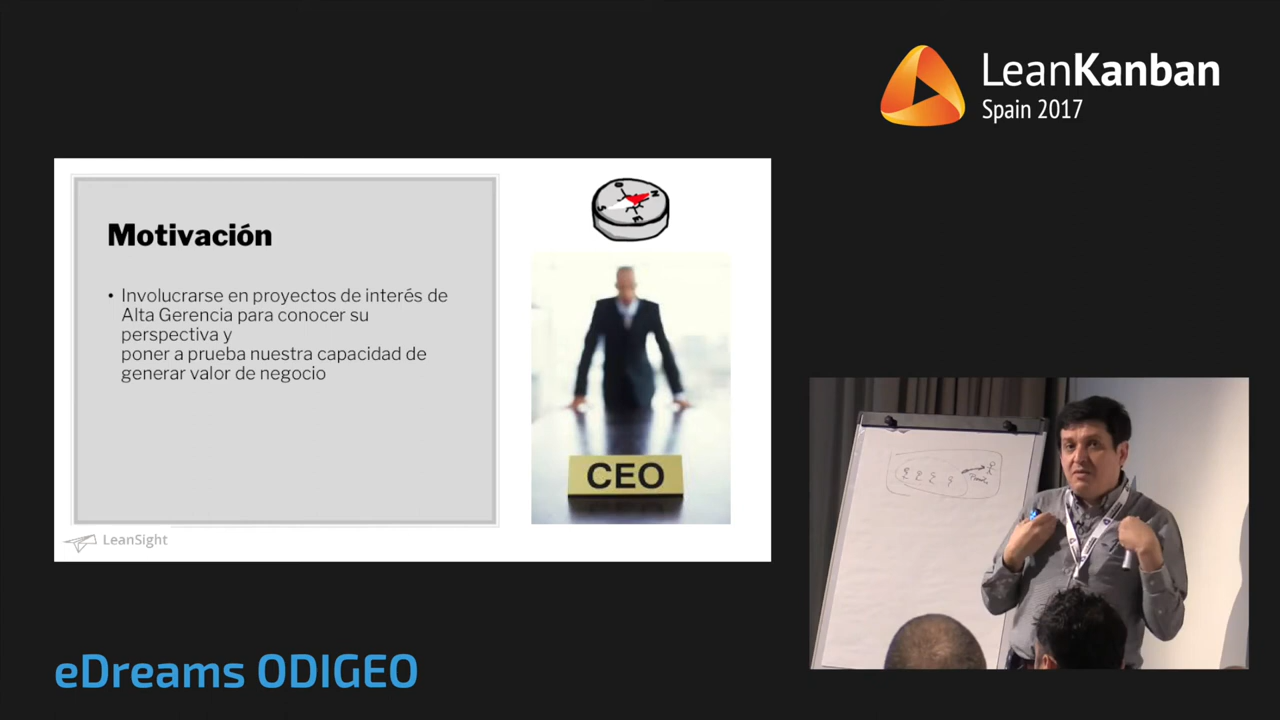 LeanKanban
Spain 2017
Motivación
• Involucrarse en proyectos de interés de
Alta Gerencia para conocer su
perspectiva y
poner a prueba nuestra capacidad de
generar valor de negocio
O
N
S
E
CEO
LeanSight
eDreams ODIGEO